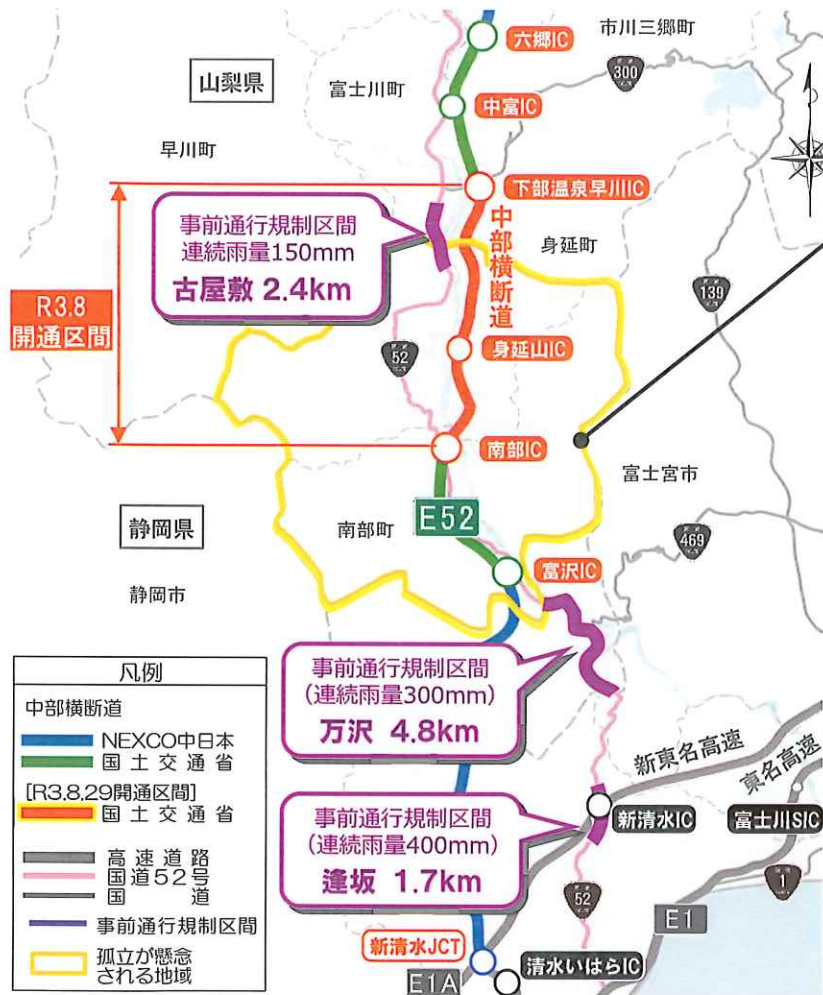 六郷IC
市川三郷町
300
山梨県
富士川町
中富IC
早川町
下部温泉早川IC
事前通行規制区間
連続雨量150mm
古屋敷 2.4km
中部横断道
身延町
139
R3.8
開通区間
52
身延山IC
南部IC
富士宮市
E52
静岡県
南部町
469
静岡市
富沢IC
事前通行規制区間
(連続雨量300mm)
万沢 4.8km
新東名高速
東名高速
事前通行規制区間
(連続雨量400mm)
逢坂 1.7km
新清水IC
富士川SIC
52
1
E1
新清水JCT
清水いはらIC
E1A
凡例
中部横断道
NEXCO中日本
国土交通省
[R3.8.29開通区間]
国土交通省
高速道路
国道52号
国道
事前通行規制区間
孤立が懸念
される地域